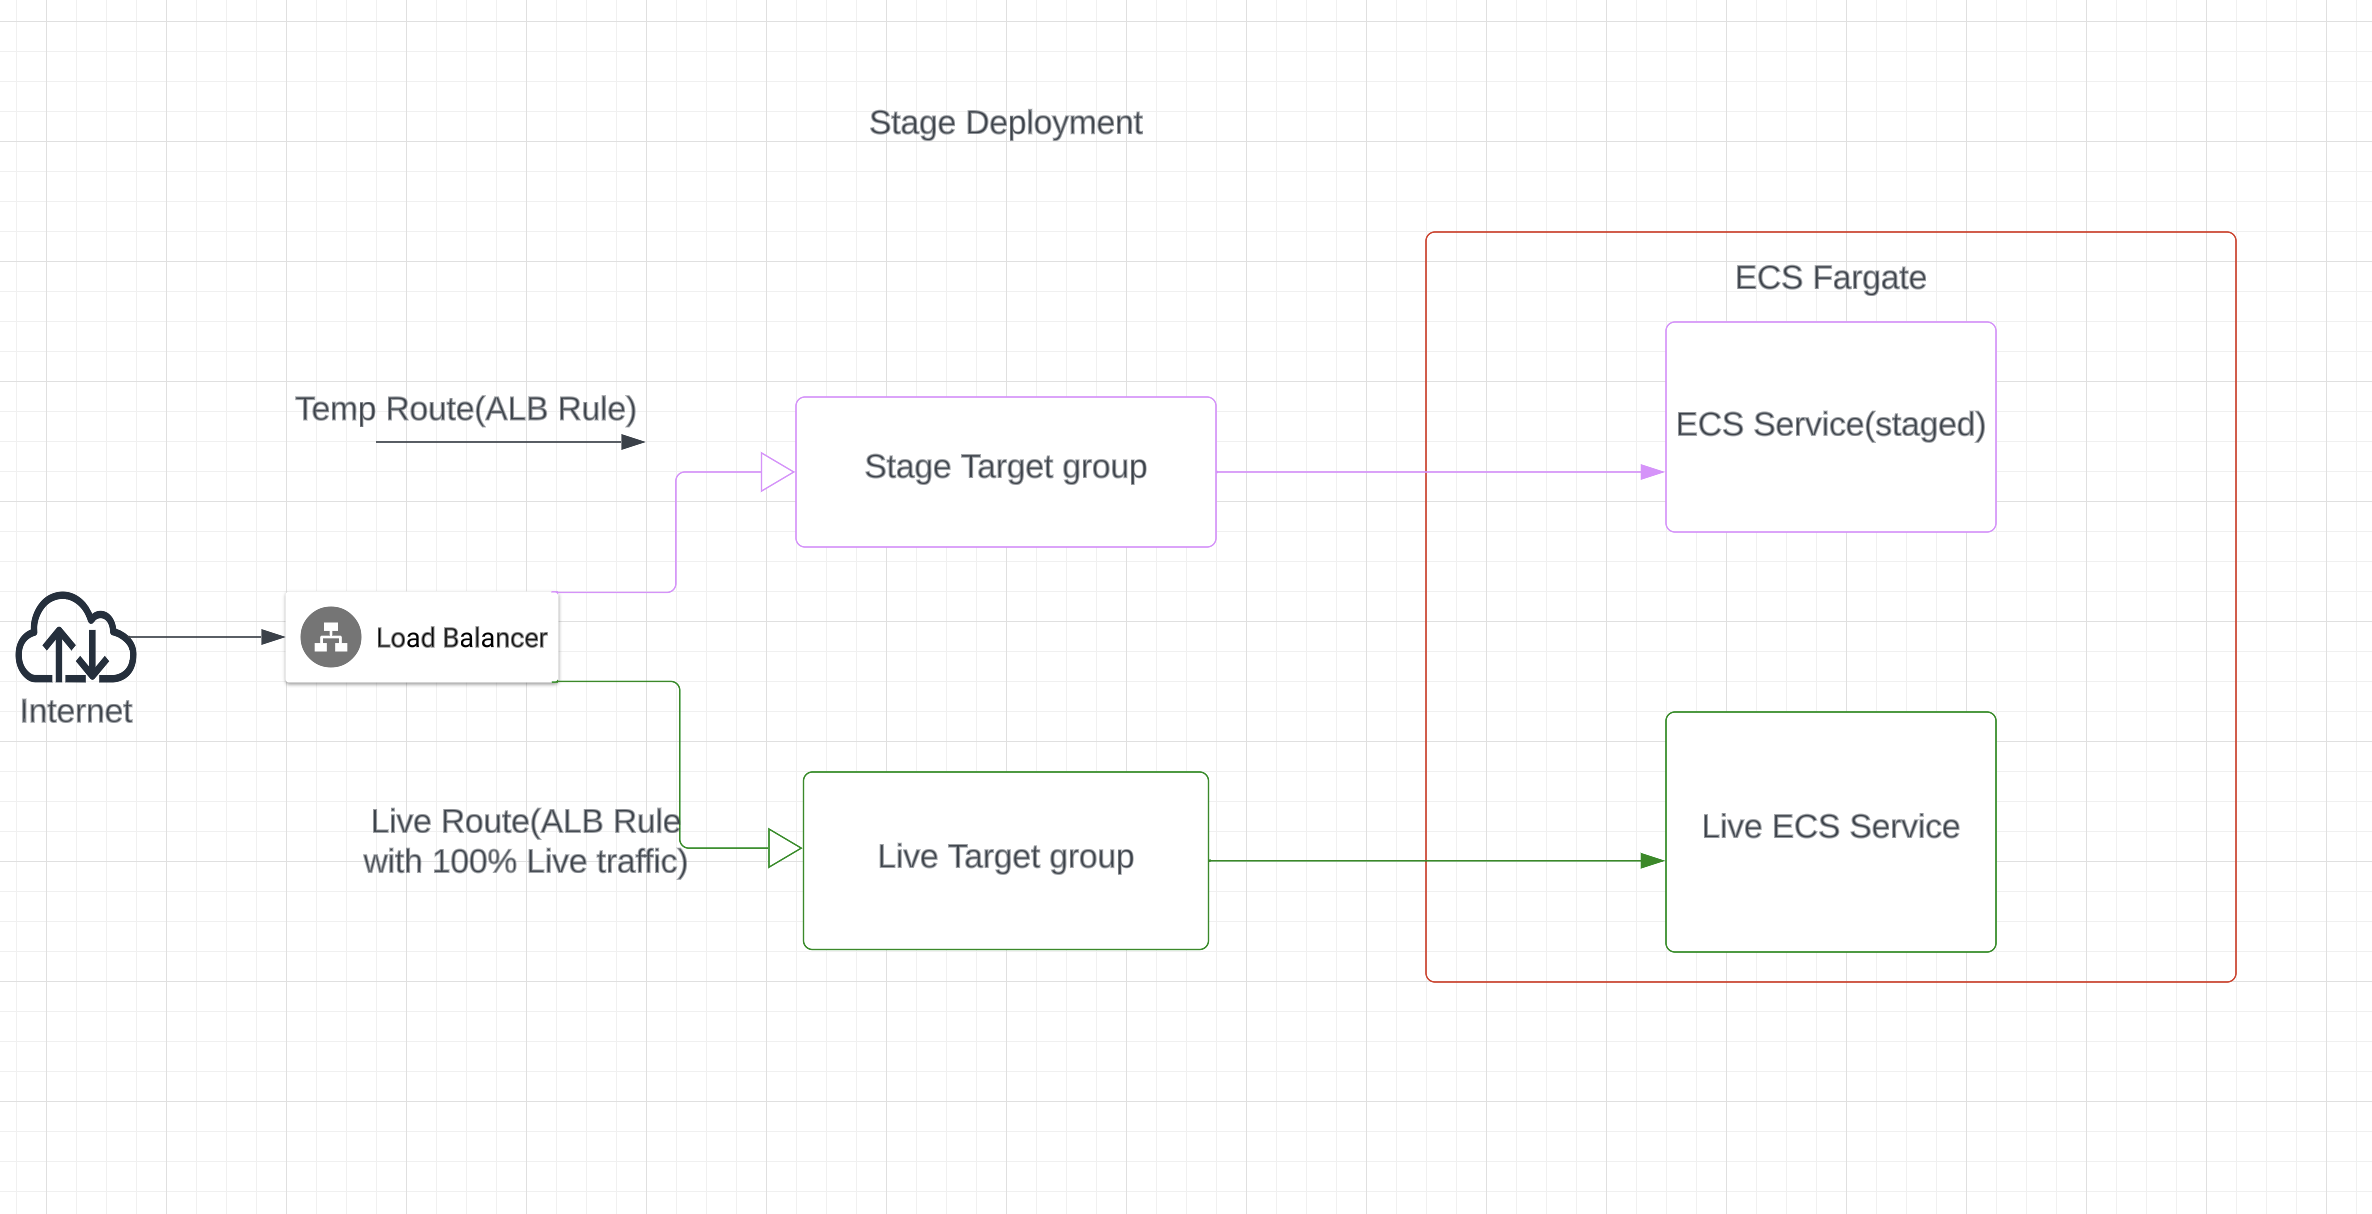 Stage Deployment
ECS Fargate
Temp Route(ALB Rule)
ECS Service(staged)
Stage Target group
Load Balancer
Internet
Live Route(ALB Rule
with 100% Live traffic)
Live Target group
Live ECS Service